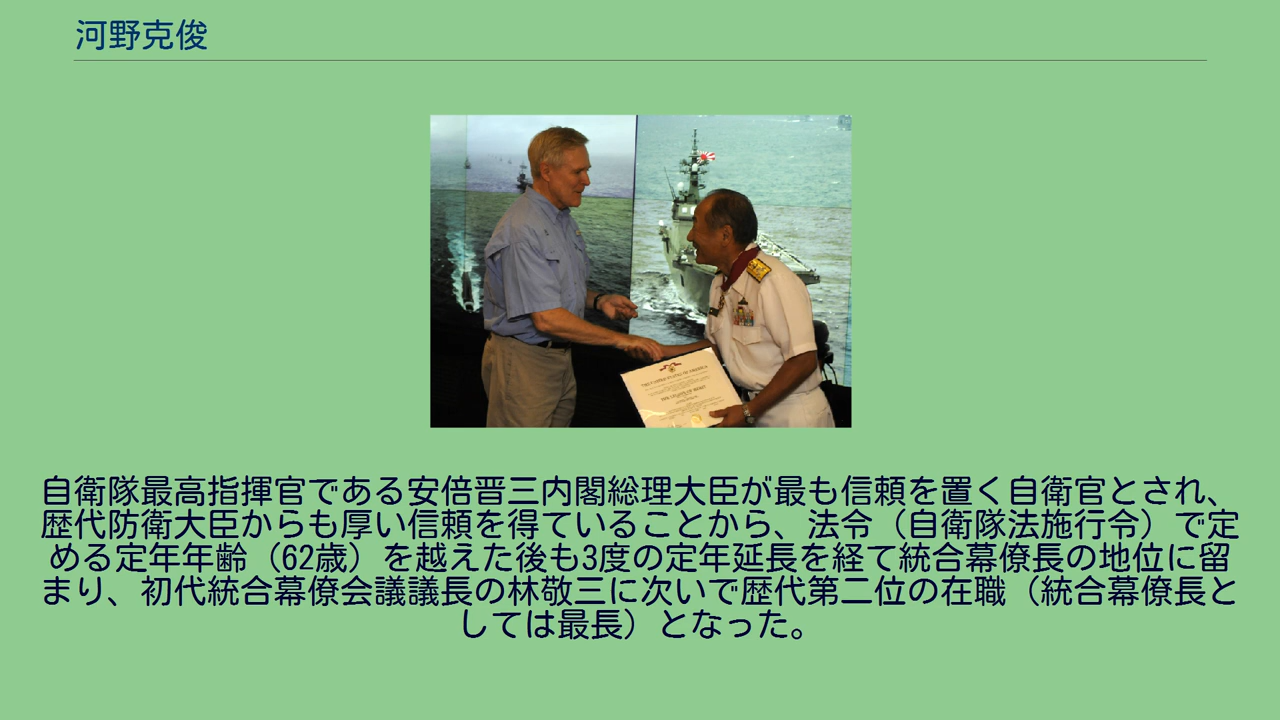 河野克俊
自衛隊最高指揮官である安倍晋三内閣総理大臣が最も信頼を置く自衛官とされ、
歴代防衛大臣からも厚い信頼を得ていることから、法令（自衛隊法施行令）で定
める定年年齢（62歳）を越えた後も3度の定年延長を経て統合幕僚長の地位に留
まり、初代統合幕僚会議議長の林敬三に次いで歴代第二位の在職（統合幕僚長と
しては最長）となった。